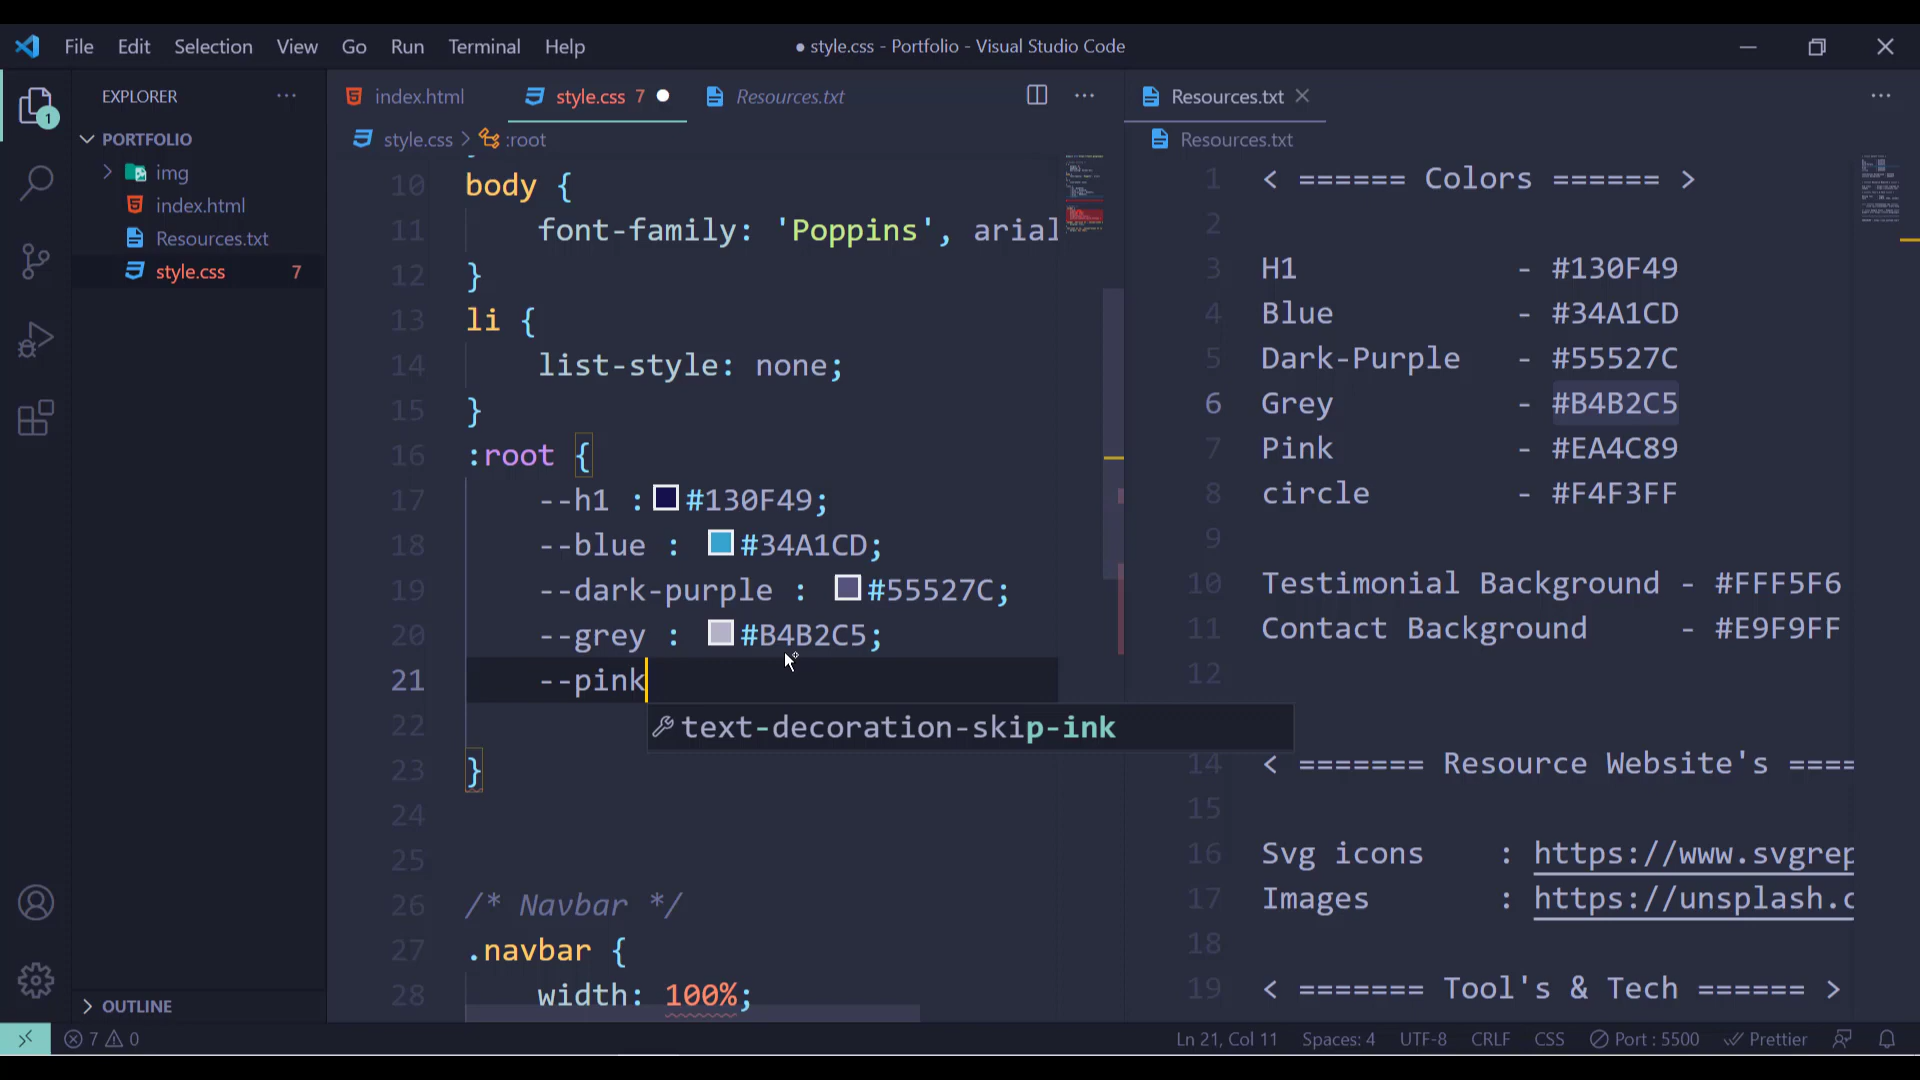 File Edit Selection View Go Run Terminal Help
● style.css - Portfolio - Visual Studio Code
EXPLORER
1
PORTFOLIO
img
index.html
Resources.txt
style.css 7
OUTLINE
index.html
style.css 7
Resources.txt
style.css > :root
10 body {
11 font-family: 'Poppins', arial
12 }
13 li {
14 list-style: none;
15 }
16 :root {
17 --h1 : #130F49;
18 --blue : #34A1CD;
19 --dark-purple : #55527C;
20 --grey : #B4B2C5;
21 --pink
text-decoration-skip-ink
22
23 }
24
25
26 /* Navbar */
27 .navbar {
28 width: 100%;
Resources.txt
Resources.txt
1 < ====== Colors ====== >
2
3 H1 - #130F49
4 Blue - #34A1CD
5 Dark-Purple - #55527C
6 Grey - #B4B2C5
7 Pink - #EA4C89
8 circle - #F4F3FF
9
10 Testimonial Background - #FFF5F6
11 Contact Background - #E9F9FF
12
14 < ======= Resource Website's ====
15
16 Svg icons : https://www.svgrep
17 Images : https://unsplash.c
18
19 < ======= Tool's & Tech ====== >
7 0
Ln 21, Col 11 Spaces: 4 UTF-8 CRLF CSS Port : 5500 Prettier